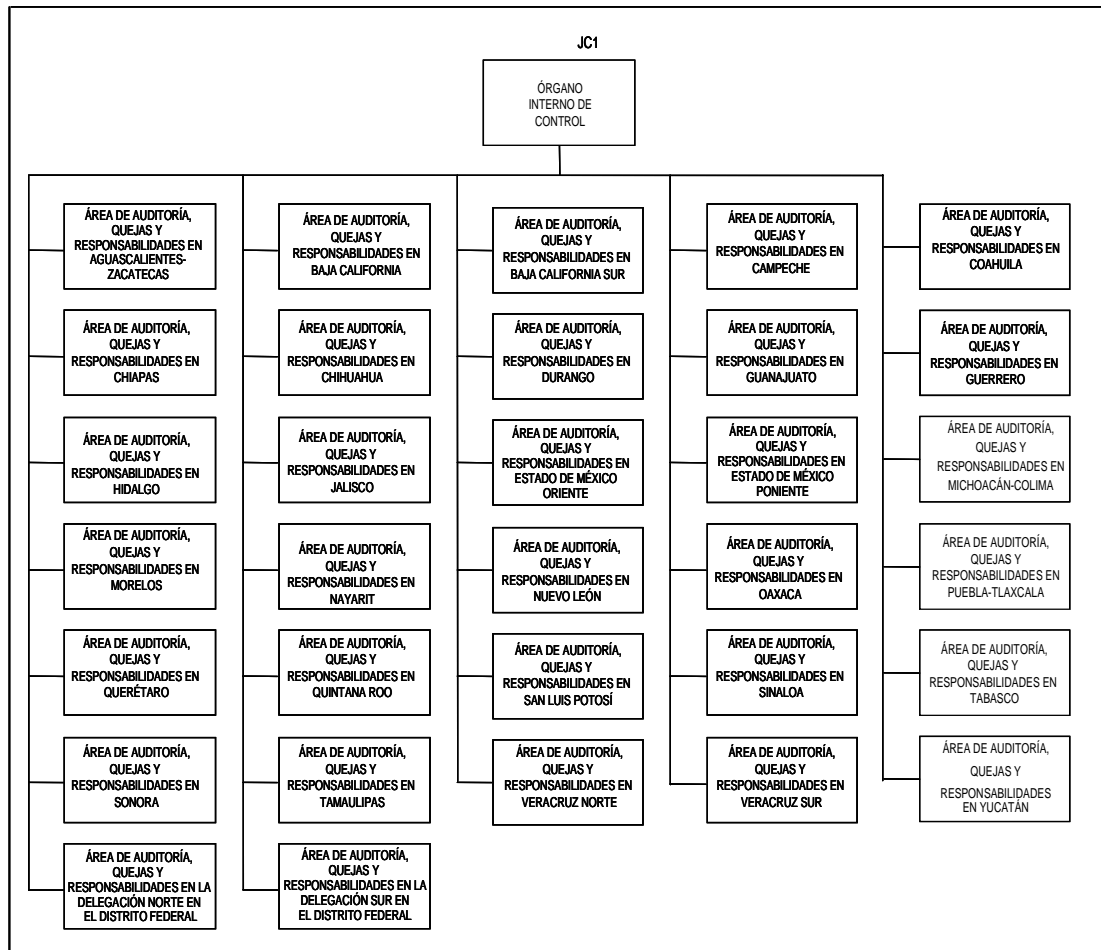 JC1
ÓRGANO
INTERNO DE
CONTROL
ÁREA DE AUDITORÍA,
QUEJAS Y
RESPONSABILIDADES EN
AGUASCALIENTES-
ZACATECAS
ÁREA DE AUDITORÍA,
QUEJAS Y
RESPONSABILIDADES EN
BAJA CALIFORNIA
ÁREA DE AUDITORÍA,
QUEJAS Y
RESPONSABILIDADES EN
BAJA CALIFORNIA SUR
ÁREA DE AUDITORÍA,
QUEJAS Y
RESPONSABILIDADES EN
CAMPECHE
ÁREA DE AUDITORÍA,
QUEJAS Y
RESPONSABILIDADES EN
COAHUILA
ÁREA DE AUDITORÍA,
QUEJAS Y
RESPONSABILIDADES EN
CHIAPAS
ÁREA DE AUDITORÍA,
QUEJAS Y
RESPONSABILIDADES EN
CHIHUAHUA
ÁREA DE AUDITORÍA,
QUEJAS Y
RESPONSABILIDADES EN
DURANGO
ÁREA DE AUDITORÍA,
QUEJAS Y
RESPONSABILIDADES EN
GUANAJUATO
ÁREA DE AUDITORÍA,
QUEJAS Y
RESPONSABILIDADES EN
GUERRERO
ÁREA DE AUDITORÍA,
QUEJAS Y
RESPONSABILIDADES EN
HIDALGO
ÁREA DE AUDITORÍA,
QUEJAS Y
RESPONSABILIDADES EN
JALISCO
ÁREA DE AUDITORÍA,
QUEJAS Y
RESPONSABILIDADES EN
ESTADO DE MÉXICO
ORIENTE
ÁREA DE AUDITORÍA,
QUEJAS Y
RESPONSABILIDADES EN
ESTADO DE MÉXICO
PONIENTE
ÁREA DE AUDITORÍA,
QUEJAS Y
RESPONSABILIDADES EN
MICHOACÁN-COLIMA
ÁREA DE AUDITORÍA,
QUEJAS Y
RESPONSABILIDADES EN
MORELOS
ÁREA DE AUDITORÍA,
QUEJAS Y
RESPONSABILIDADES EN
NAYARIT
ÁREA DE AUDITORÍA,
QUEJAS Y
RESPONSABILIDADES EN
NUEVO LEÓN
ÁREA DE AUDITORÍA,
QUEJAS Y
RESPONSABILIDADES EN
OAXACA
ÁREA DE AUDITORÍA,
QUEJAS Y
RESPONSABILIDADES EN
PUEBLA-TLAXCALA
ÁREA DE AUDITORÍA,
QUEJAS Y
RESPONSABILIDADES EN
QUERÉTARO
ÁREA DE AUDITORÍA,
QUEJAS Y
RESPONSABILIDADES EN
QUINTANA ROO
ÁREA DE AUDITORÍA,
QUEJAS Y
RESPONSABILIDADES EN
SAN LUIS POTOSÍ
ÁREA DE AUDITORÍA,
QUEJAS Y
RESPONSABILIDADES EN
SINALOA
ÁREA DE AUDITORÍA,
QUEJAS Y
RESPONSABILIDADES EN
TABASCO
ÁREA DE AUDITORÍA,
QUEJAS Y
RESPONSABILIDADES EN
SONORA
ÁREA DE AUDITORÍA,
QUEJAS Y
RESPONSABILIDADES EN
TAMAULIPAS
ÁREA DE AUDITORÍA,
QUEJAS Y
RESPONSABILIDADES EN
VERACRUZ NORTE
ÁREA DE AUDITORÍA,
QUEJAS Y
RESPONSABILIDADES EN
VERACRUZ SUR
ÁREA DE AUDITORÍA,
QUEJAS Y
RESPONSABILIDADES
EN YUCATÁN
ÁREA DE AUDITORÍA,
QUEJAS Y
RESPONSABILIDADES EN LA
DELEGACIÓN NORTE EN
EL DISTRITO FEDERAL
ÁREA DE AUDITORÍA,
QUEJAS Y
RESPONSABILIDADES EN LA
DELEGACIÓN SUR EN
EL DISTRITO FEDERAL